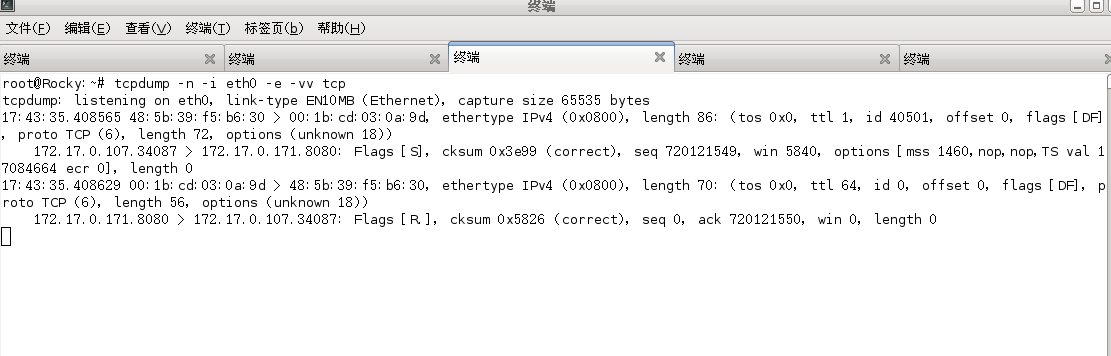 终端
文件(F) 编辑(E) 查看(V) 终端(T) 标签页(b) 帮助(H)
终端 终端 终端 终端 终端
root@Rocky:~# tcpdump -n -i eth0 -e -vv tcp
tcpdump: listening on eth0, link-type EN10MB (Ethernet), capture size 65535 bytes
17:43:35.408565 48:5b:39:f5:b6:30 > 00:1b:cd:03:0a:9d, ethertype IPv4 (0x0800), length 86: (tos 0x0, ttl 1, id 40501, offset 0, flags [DF]
, proto TCP (6), length 72, options (unknown 18))
    172.17.0.107.34087 > 172.17.0.171.8080: Flags [S], cksum 0x3e99 (correct), seq 720121549, win 5840, options [mss 1460,nop,nop,TS val 1
7084664 ecr 0], length 0
17:43:35.408629 00:1b:cd:03:0a:9d > 48:5b:39:f5:b6:30, ethertype IPv4 (0x0800), length 70: (tos 0x0, ttl 64, id 0, offset 0, flags [DF], p
roto TCP (6), length 56, options (unknown 18))
    172.17.0.171.8080 > 172.17.0.107.34087: Flags [R.], cksum 0x5826 (correct), seq 0, ack 720121550, win 0, length 0